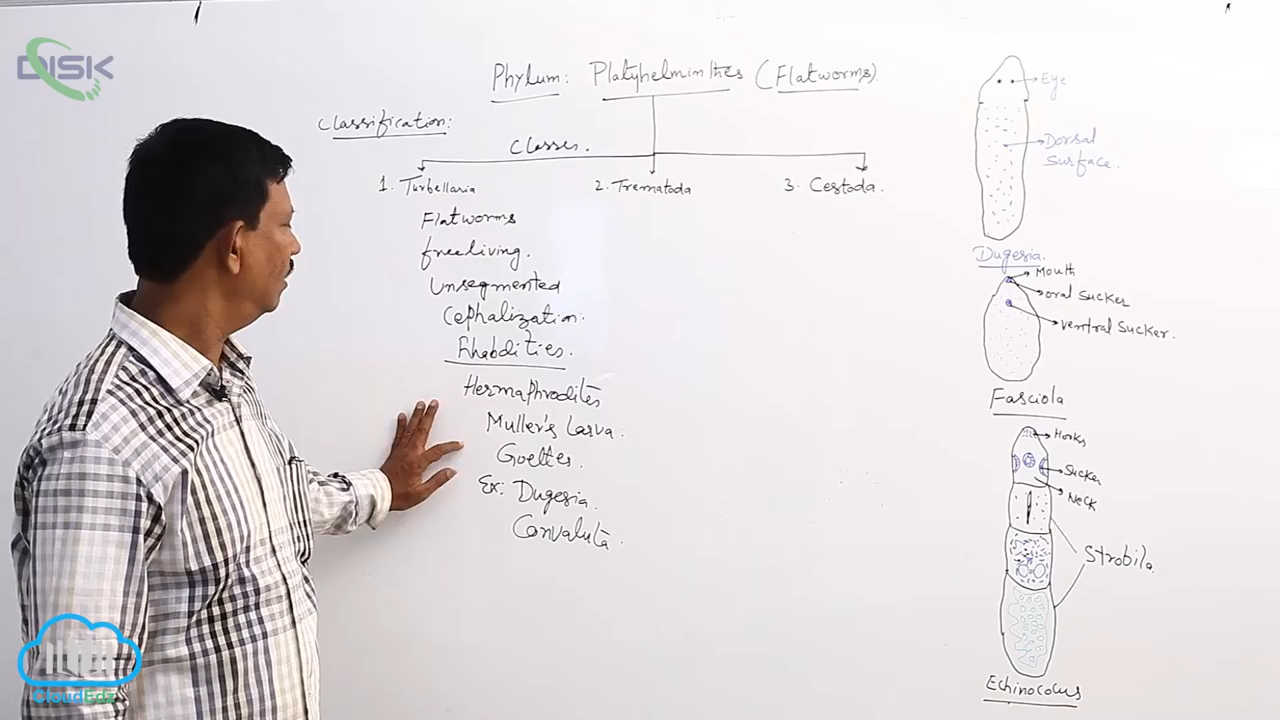 DISK
Phylum: Platyhelminthes (Flatworms)
Classification:
Classes.
1. Turbellaria
2. Trematoda
3. Cestoda.
Flatworms
freeliving.
Unsegmented
Cephalization.
Rhabdities.
Hermaphrodites
Muller's Larva.
Goettes.
Ex: Dugesia.
Convaluta.
Eye
Dorsal
Surface.
Dugesia.
Mouth
oral Sucker
ventral Sucker.
Fasciola
Hooks
Sucker
Neck
Strobila.
Echinocolus
CloudEdz